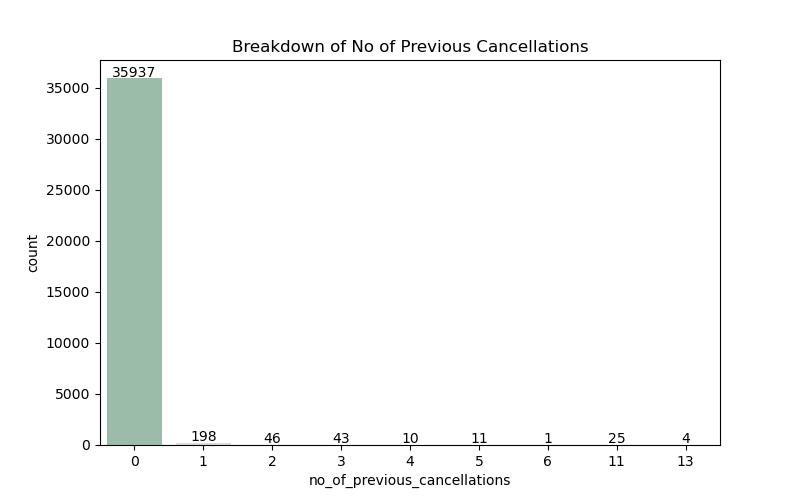 Breakdown of No of Previous Cancellations
35937
35000
30000
25000
20000
15000
10000
5000
0
count
198 46 43 10 11 1 25 4
0 1 2 3 4 5 6 11 13
no_of_previous_cancellations